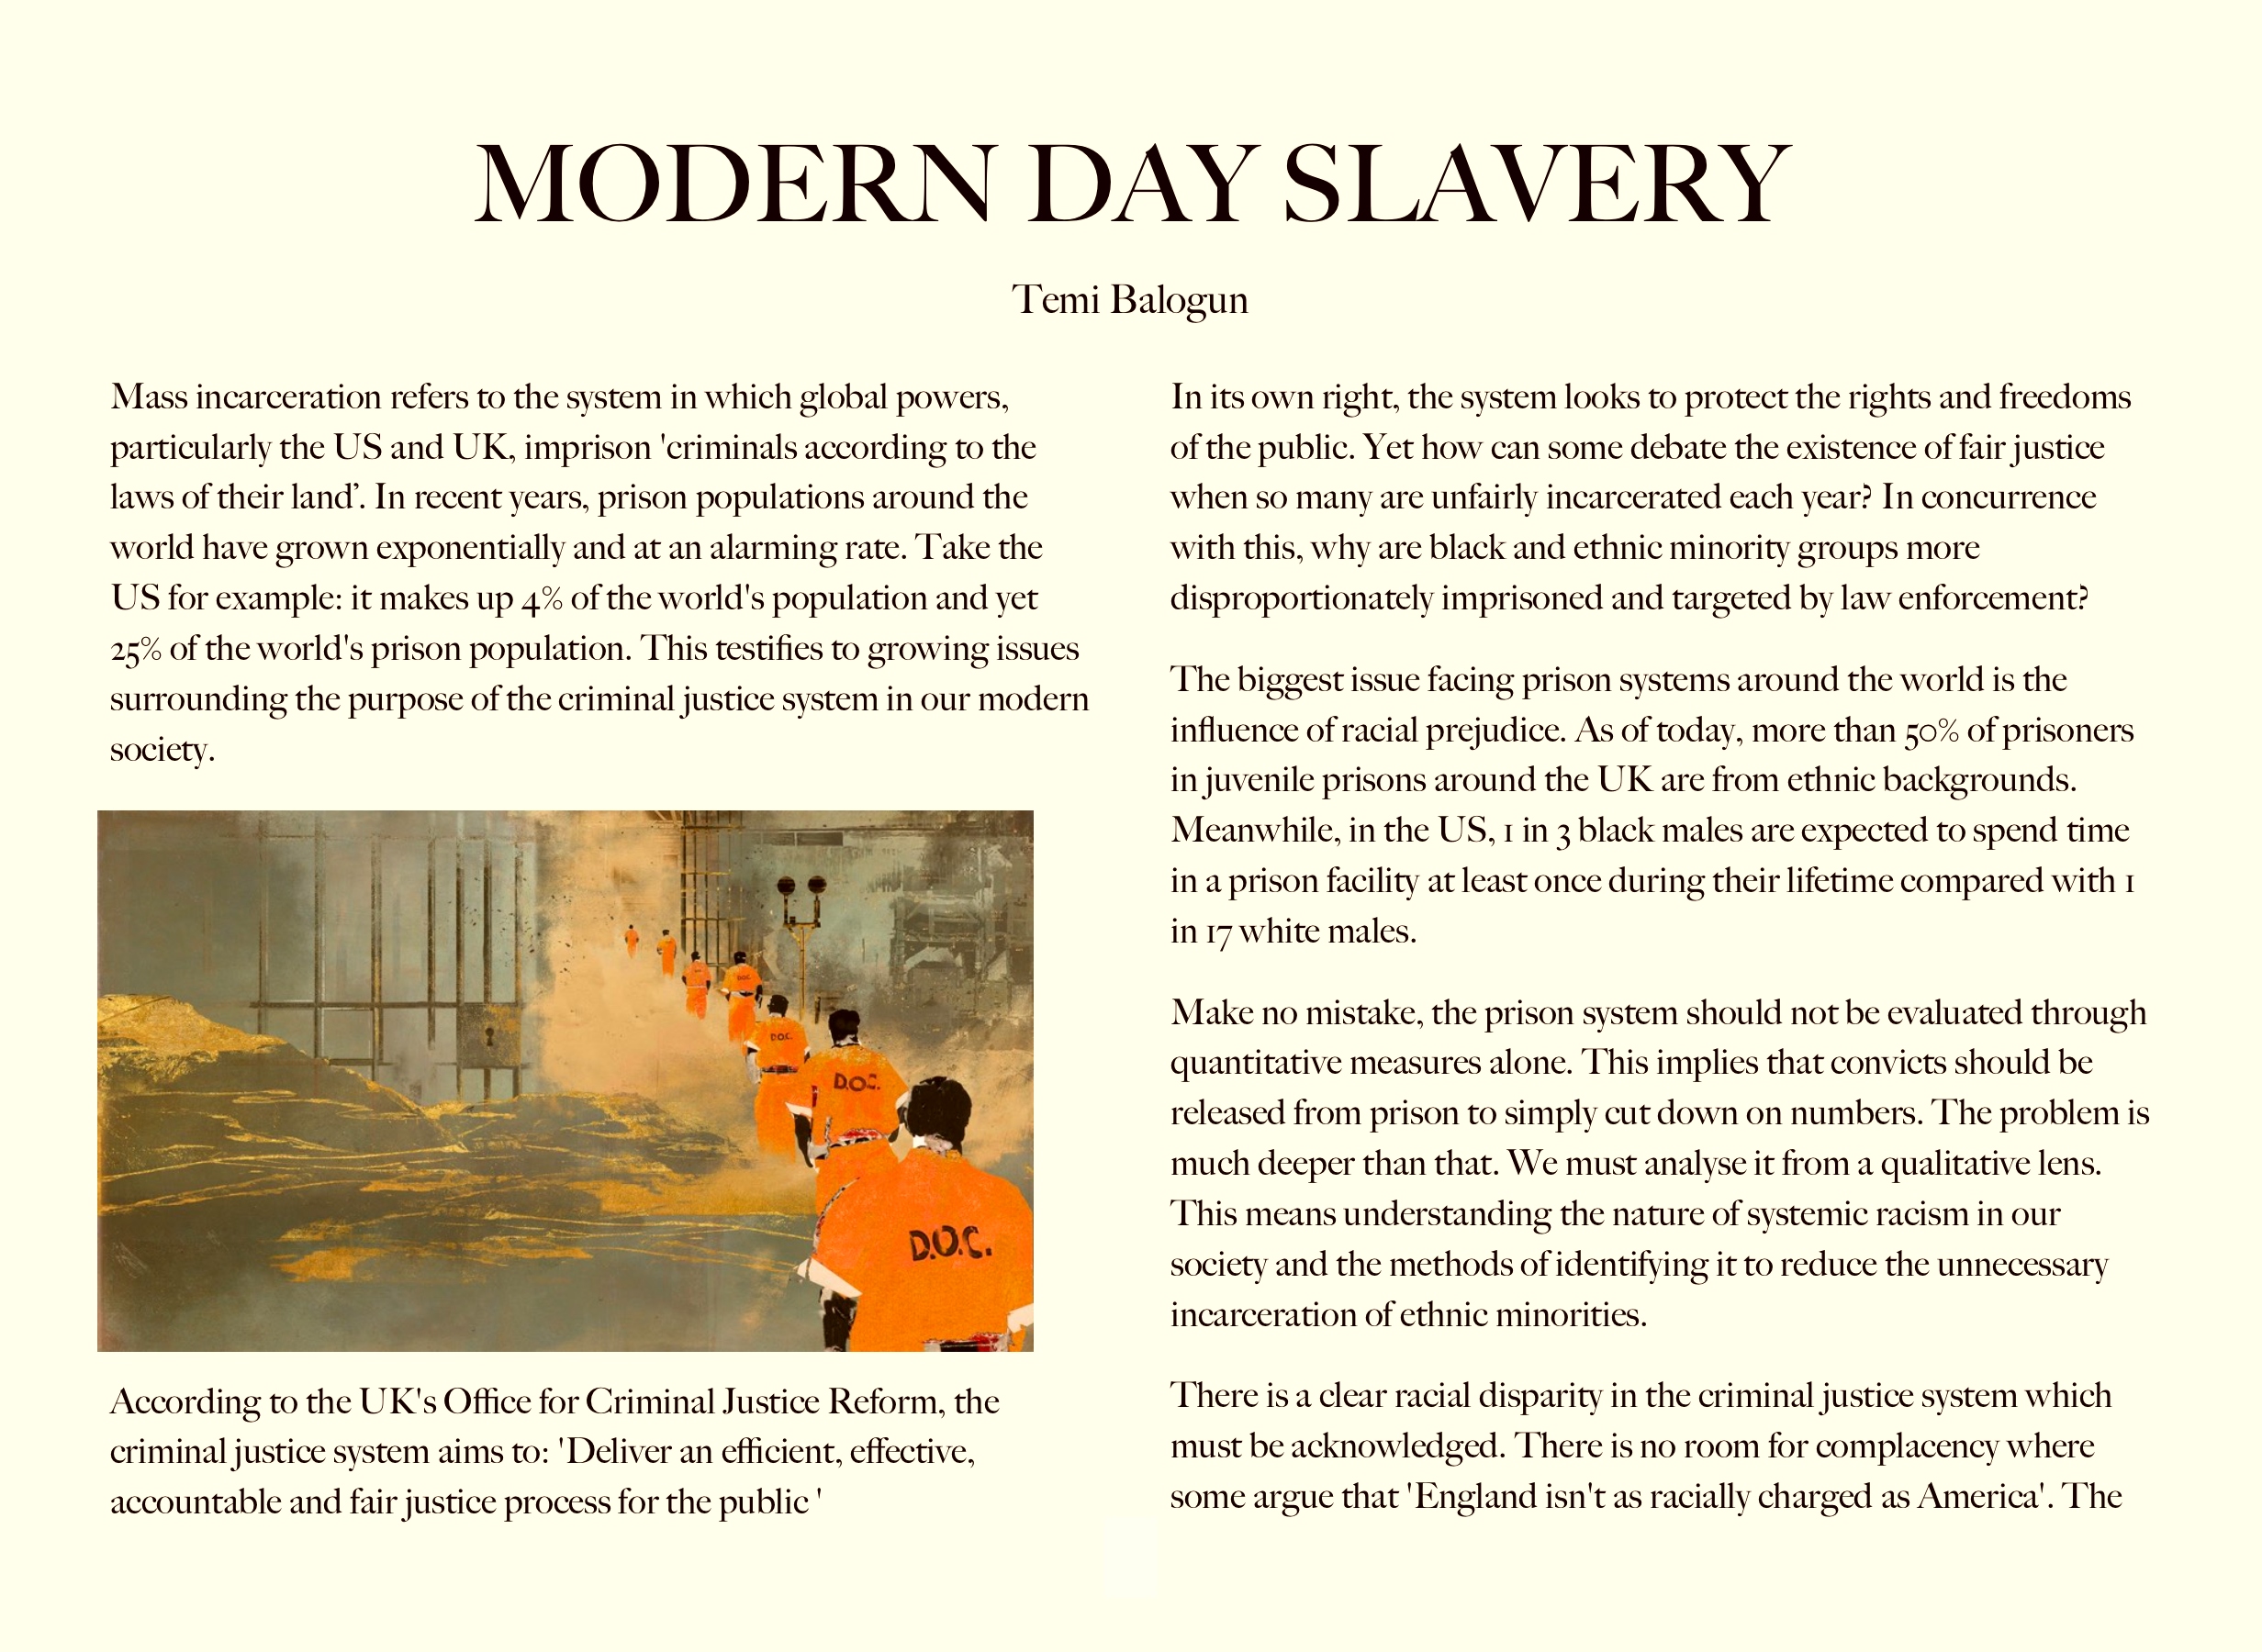 MODERN DAY SLAVERY
Temi Balogun
Mass incarceration refers to the system in which global powers,
particularly the US and UK, imprison 'criminals according to the
laws of their land’. In recent years, prison populations around the
world have grown exponentially and at an alarming rate. Take the
US for example: it makes up 4% of the world's population and yet
25% of the world's prison population. This testifies to growing issues
surrounding the purpose of the criminal justice system in our modern
society.
D.O.C.
D.O.C.
D.O.C.
D.O.C.
According to the UK's Office for Criminal Justice Reform, the
criminal justice system aims to: 'Deliver an efficient, effective,
accountable and fair justice process for the public '
In its own right, the system looks to protect the rights and freedoms
of the public. Yet how can some debate the existence of fair justice
when so many are unfairly incarcerated each year? In concurrence
with this, why are black and ethnic minority groups more
disproportionately imprisoned and targeted by law enforcement?
The biggest issue facing prison systems around the world is the
influence of racial prejudice. As of today, more than 50% of prisoners
in juvenile prisons around the UK are from ethnic backgrounds.
Meanwhile, in the US, 1 in 3 black males are expected to spend time
in a prison facility at least once during their lifetime compared with 1
in 17 white males.
Make no mistake, the prison system should not be evaluated through
quantitative measures alone. This implies that convicts should be
released from prison to simply cut down on numbers. The problem is
much deeper than that. We must analyse it from a qualitative lens.
This means understanding the nature of systemic racism in our
society and the methods of identifying it to reduce the unnecessary
incarceration of ethnic minorities.
There is a clear racial disparity in the criminal justice system which
must be acknowledged. There is no room for complacency where
some argue that 'England isn't as racially charged as America'. The